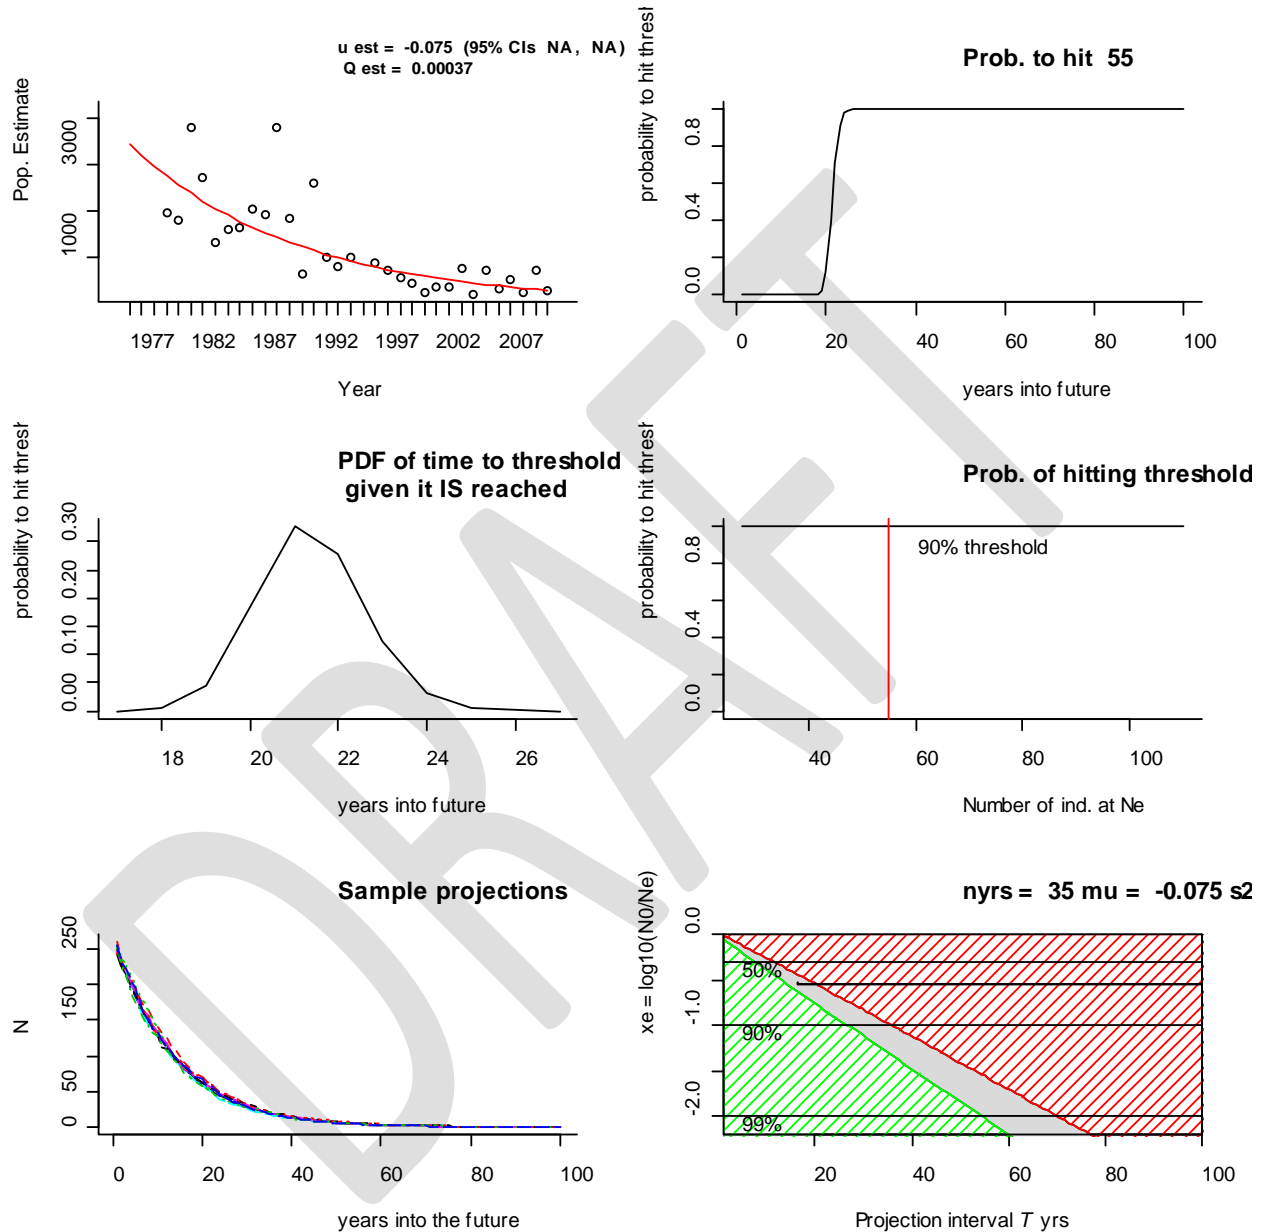 u est = -0.075 (95% CIs NA, NA)
Q est = 0.00037
Pop. Estimate
1000
3000
1977 1982 1987 1992 1997 2002 2007
Year
Prob. to hit 55
probability to hit thresh
0.0 0.4 0.8
0 20 40 60 80 100
years into future
PDF of time to threshold
given it IS reached
probability to hit thresh
0.00 0.10 0.20 0.30
18 20 22 24 26
years into future
Prob. of hitting threshold
probability to hit thresh
0.0 0.4 0.8
90% threshold
40 60 80 100
Number of ind. at Ne
Sample projections
N
0 50 150 250
0 20 40 60 80 100
years into the future
nyrs = 35 mu = -0.075 s2
xe = log10(N0/Ne)
-2.0 -1.0 0.0
50%
90%
99%
20 40 60 80 100
Projection interval T yrs
DRAFT